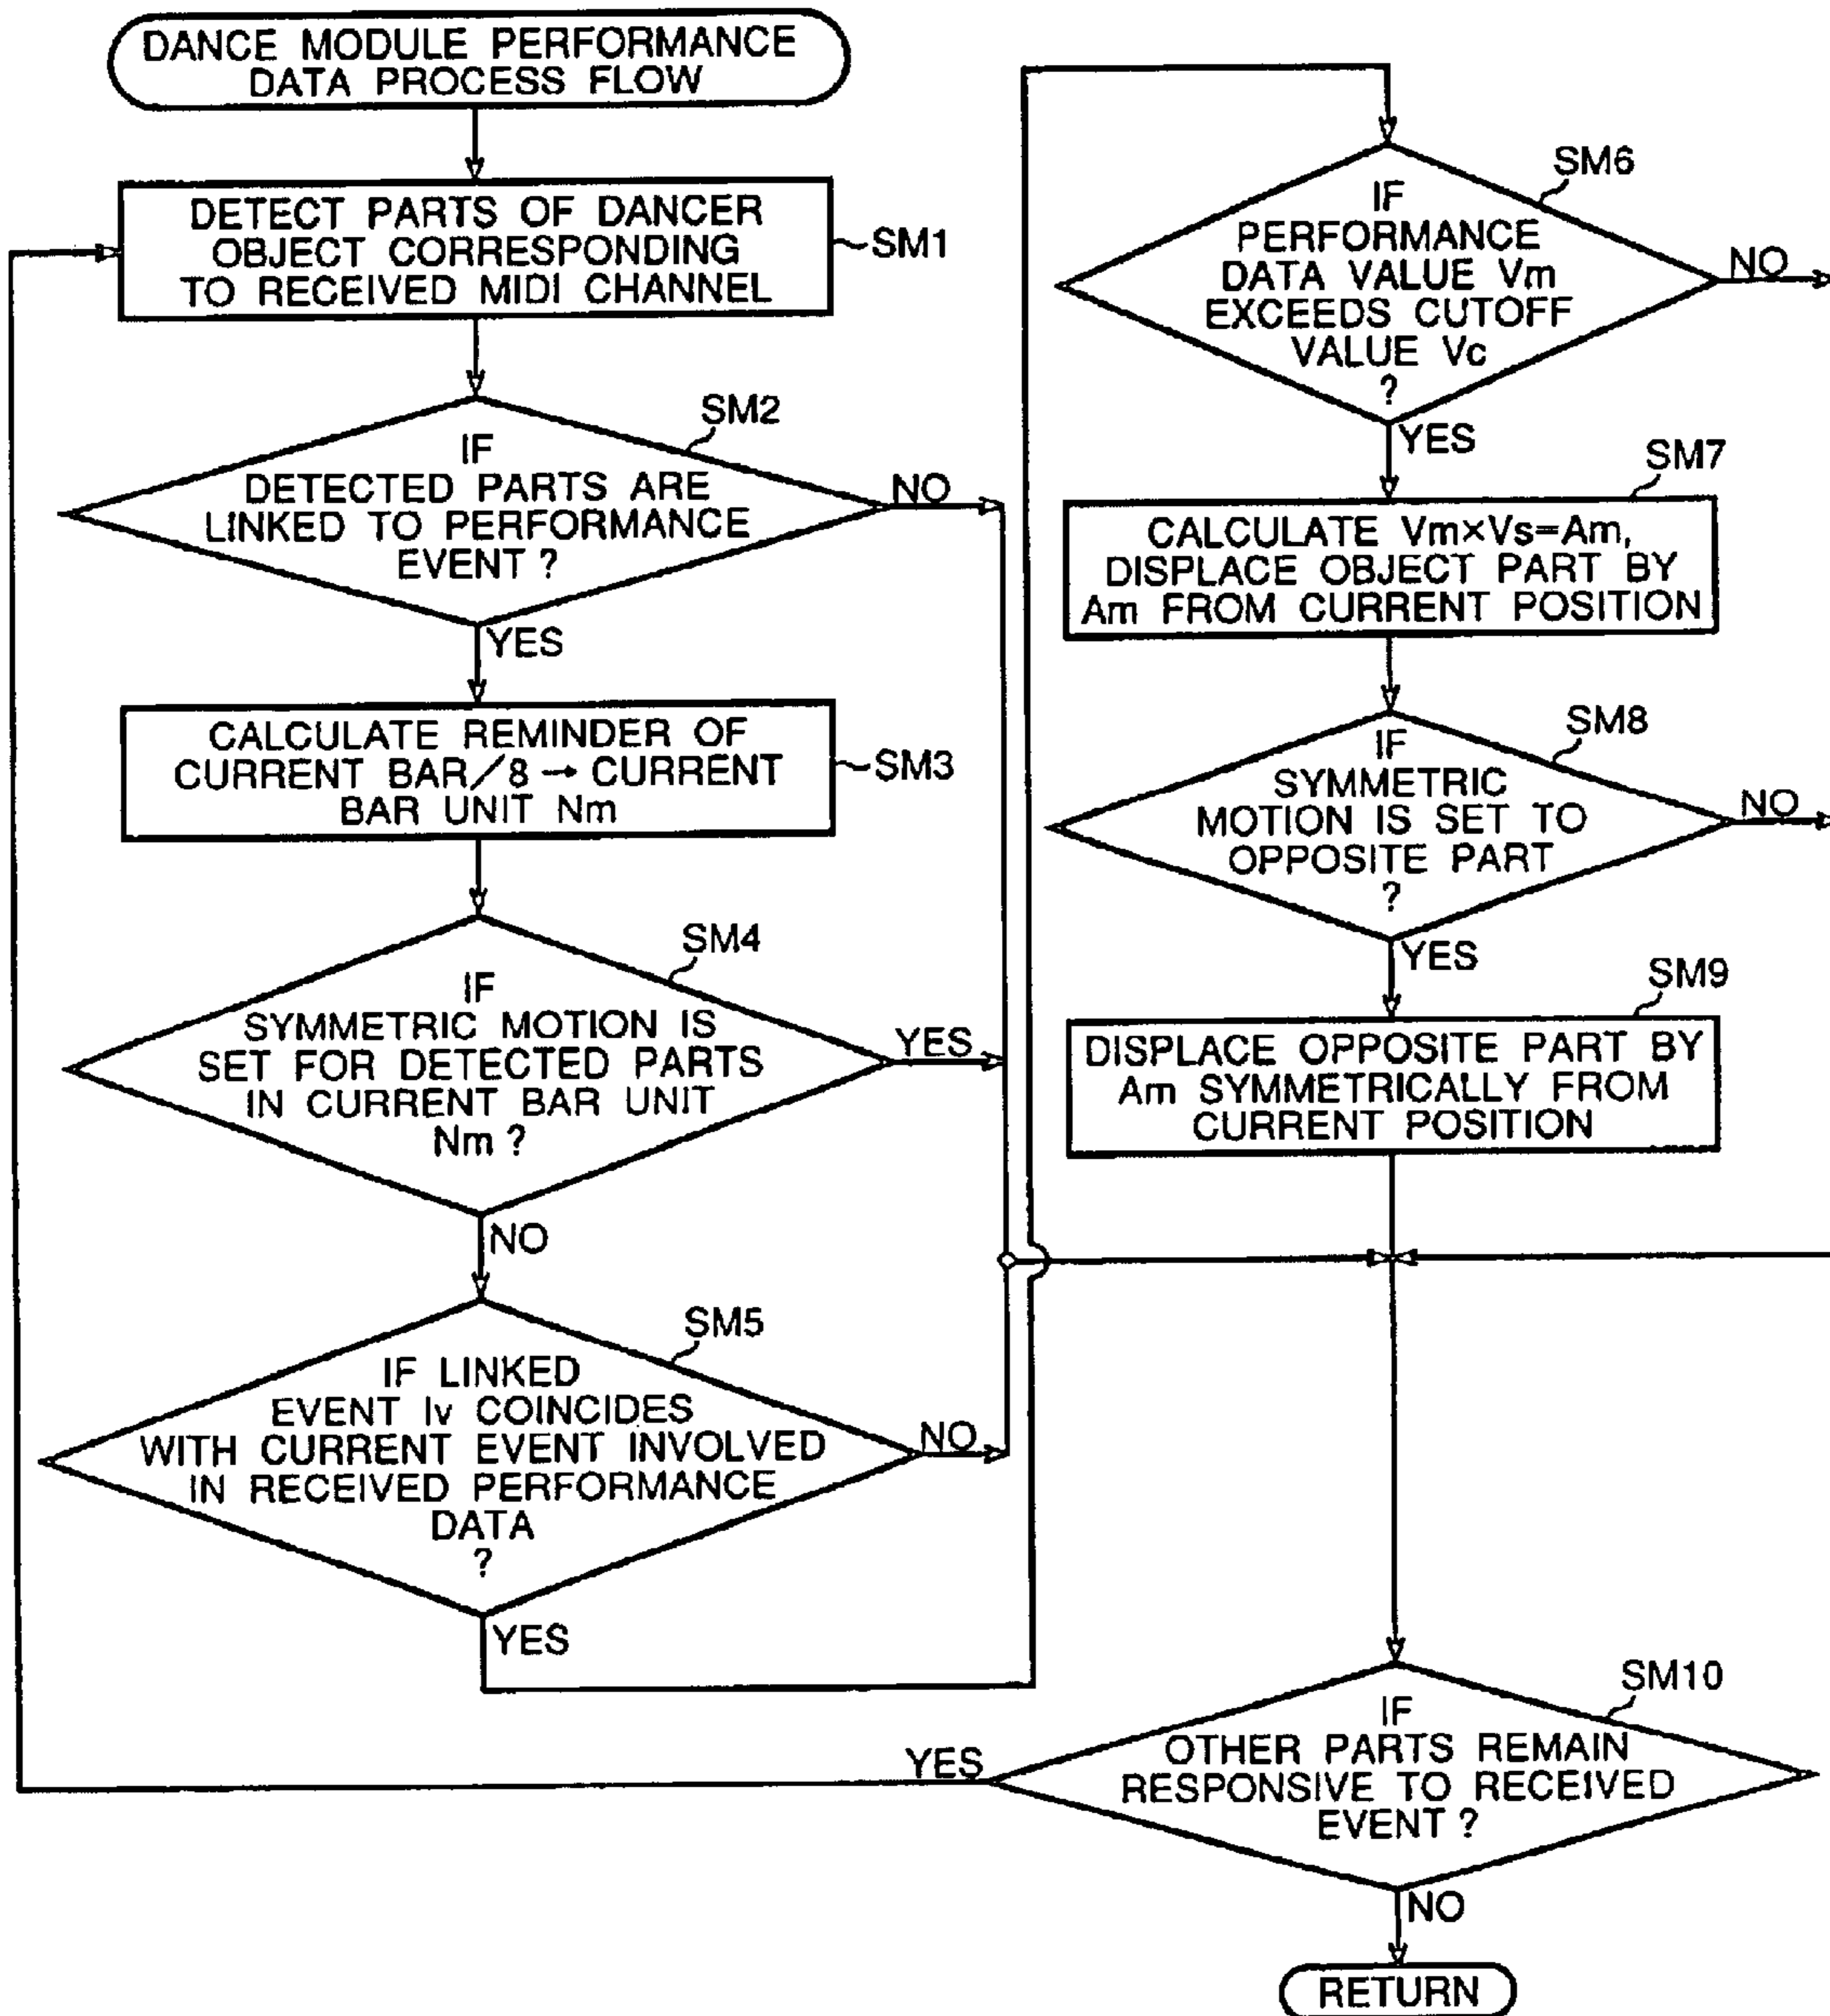 DANCE MODULE PERFORMANCE
DATA PROCESS FLOW
DETECT PARTS OF DANCER
OBJECT CORRESPONDING
TO RECEIVED MIDI CHANNEL
SM1
SM2
IF
DETECTED PARTS ARE
LINKED TO PERFORMANCE
EVENT ?
NO
YES
CALCULATE REMINDER OF
CURRENT BAR/8 → CURRENT
BAR UNIT Nm
SM3
SM4
IF
SYMMETRIC MOTION IS
SET FOR DETECTED PARTS
IN CURRENT BAR UNIT
Nm ?
YES
NO
SM5
IF LINKED
EVENT Iv COINCIDES
WITH CURRENT EVENT INVOLVED
IN RECEIVED PERFORMANCE
DATA
?
NO
YES
SM6
IF
PERFORMANCE
DATA VALUE Vm
EXCEEDS CUTOFF
VALUE Vc
?
NO
YES
SM7
CALCULATE Vm×Vs=Am,
DISPLACE OBJECT PART BY
Am FROM CURRENT POSITION
SM8
IF
SYMMETRIC
MOTION IS SET TO
OPPOSITE PART
?
NO
YES
SM9
DISPLACE OPPOSITE PART BY
Am SYMMETRICALLY FROM
CURRENT POSITION
SM10
IF
OTHER PARTS REMAIN
RESPONSIVE TO RECEIVED
EVENT ?
YES
NO
RETURN